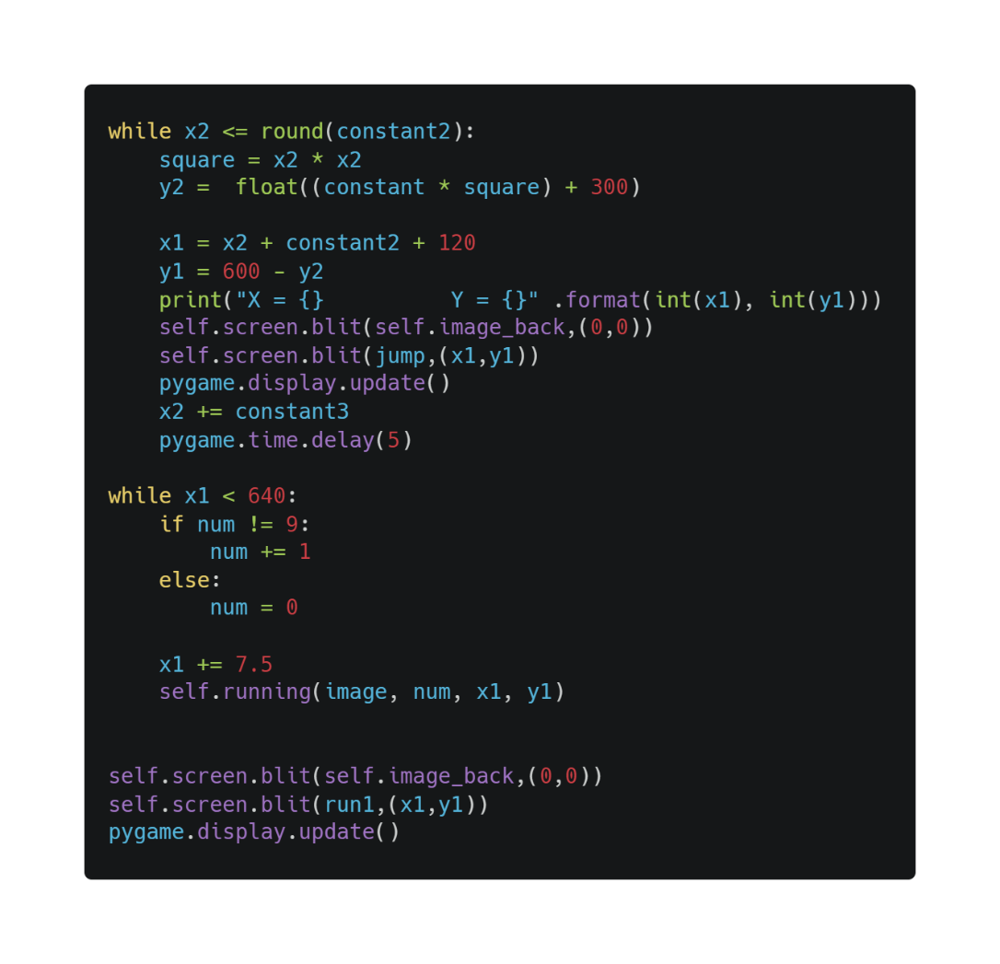 while x2 <= round(constant2):
    square = x2 * x2
    y2 =  float((constant * square) + 300)

    x1 = x2 + constant2 + 120
    y1 = 600 - y2
    print("X = {}          Y = {}" .format(int(x1), int(y1)))
    self.screen.blit(self.image_back,(0,0))
    self.screen.blit(jump,(x1,y1))
    pygame.display.update()
    x2 += constant3
    pygame.time.delay(5)

while x1 < 640:
    if num != 9:
        num += 1
    else:
        num = 0

    x1 += 7.5
    self.running(image, num, x1, y1)


self.screen.blit(self.image_back,(0,0))
self.screen.blit(run1,(x1,y1))
pygame.display.update()